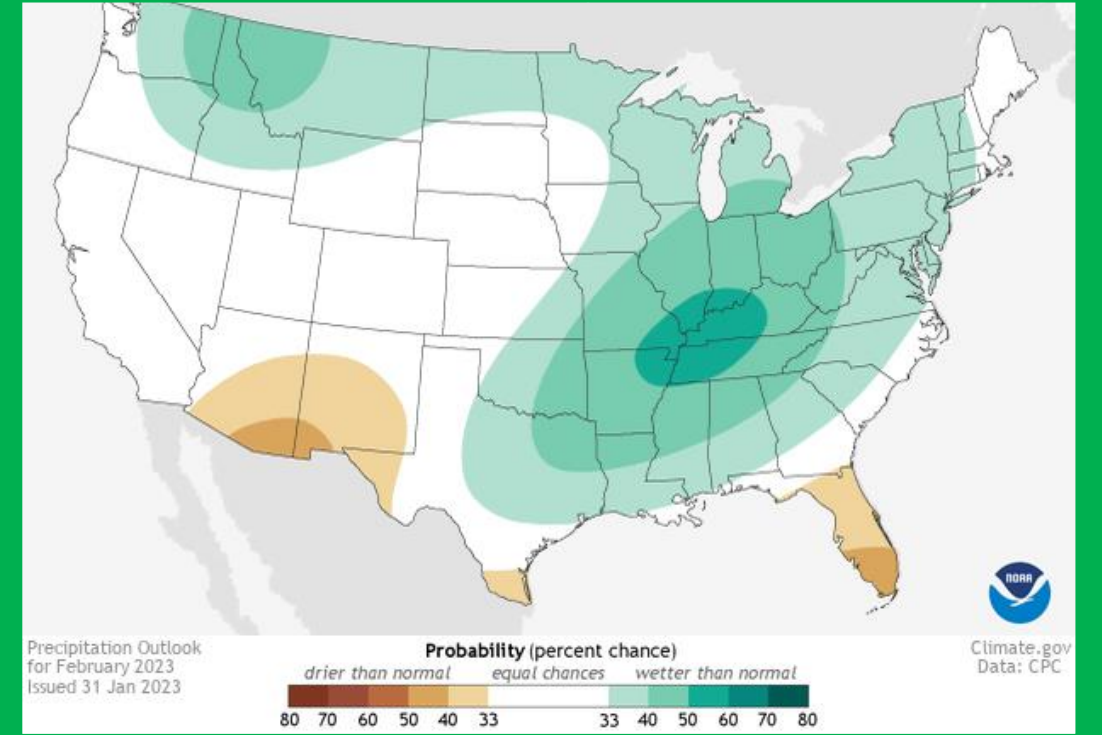 NOAA
Precipitation Outlook
for February 2023
Issued 31 Jan 2023
Probability (percent chance)
drier than normal equal chances wetter than normal
80 70 60 50 40 33 33 40 50 60 70 80
Climate.gov
Data: CPC